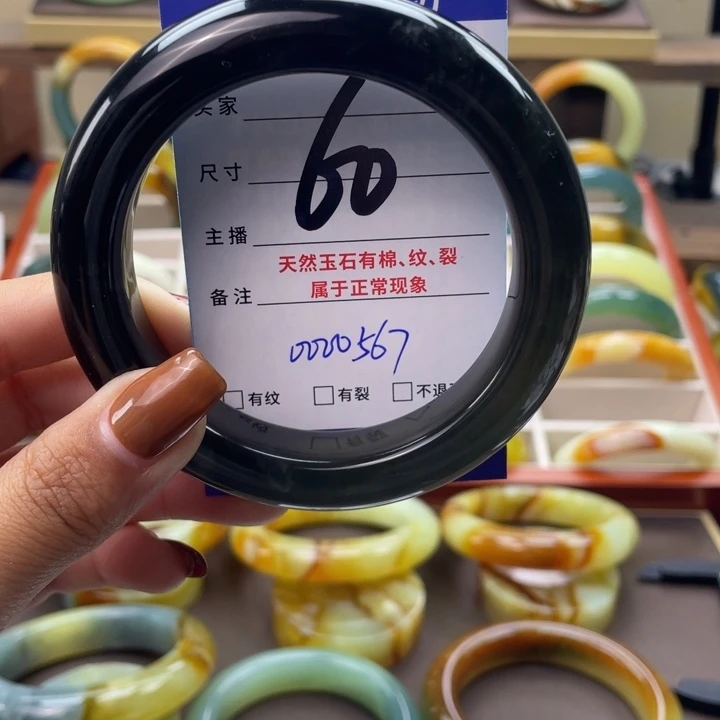 买家
60
尺寸
主播
天然玉石有棉、纹、裂
备注
属于正常现象
0000567
有纹
有裂
不退